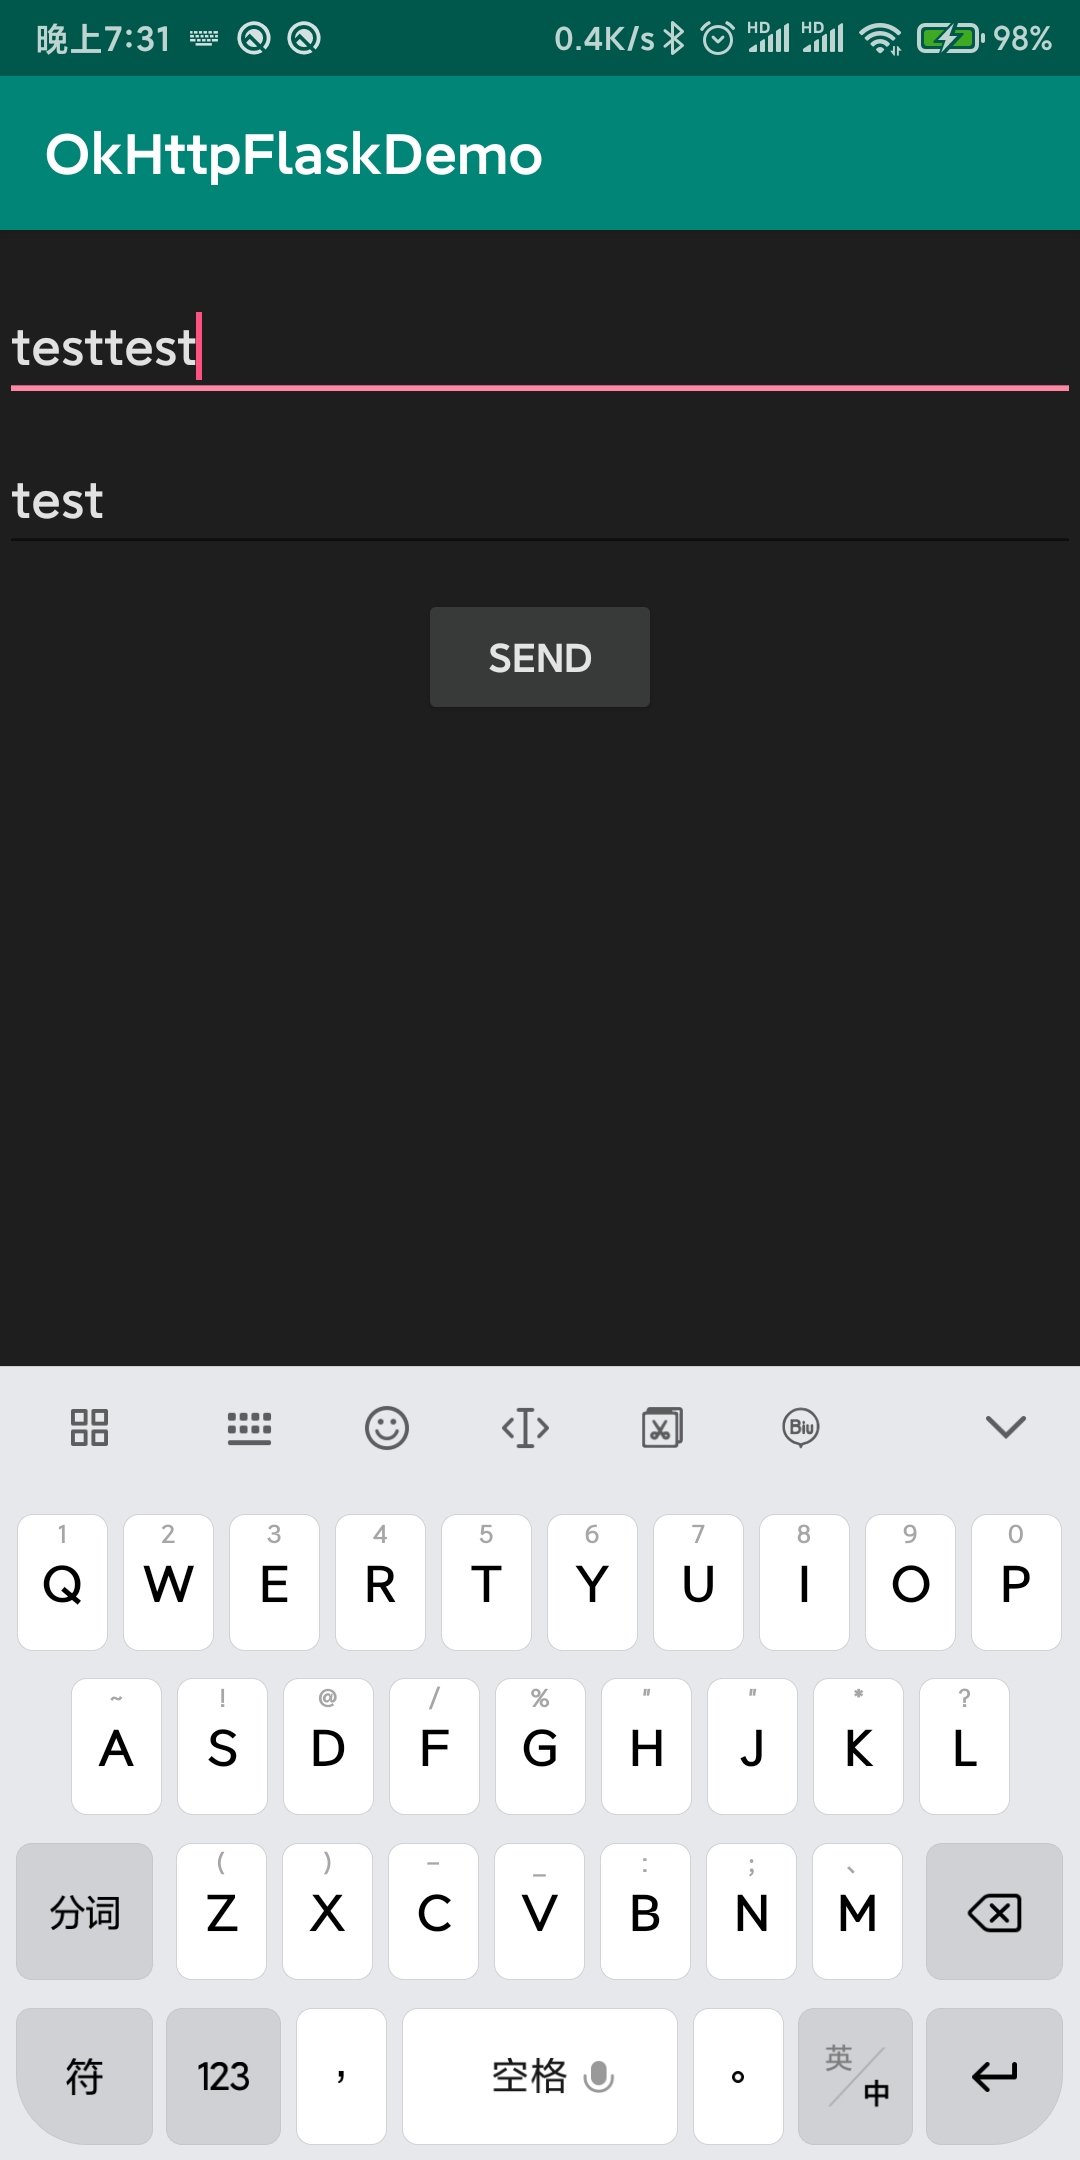 晚上7:31 0.4K/s HD HD 98%
OkHttpFlaskDemo
testtest
test
SEND
Biu
1 2 3 4 5 6 7 8 9 0
Q W E R T Y U I O P
~ ! @ / % " " * ?
A S D F G H J K L
( ) - _ : ; 、
分词 Z X C V B N M
符 123 , 空格 。 英/中